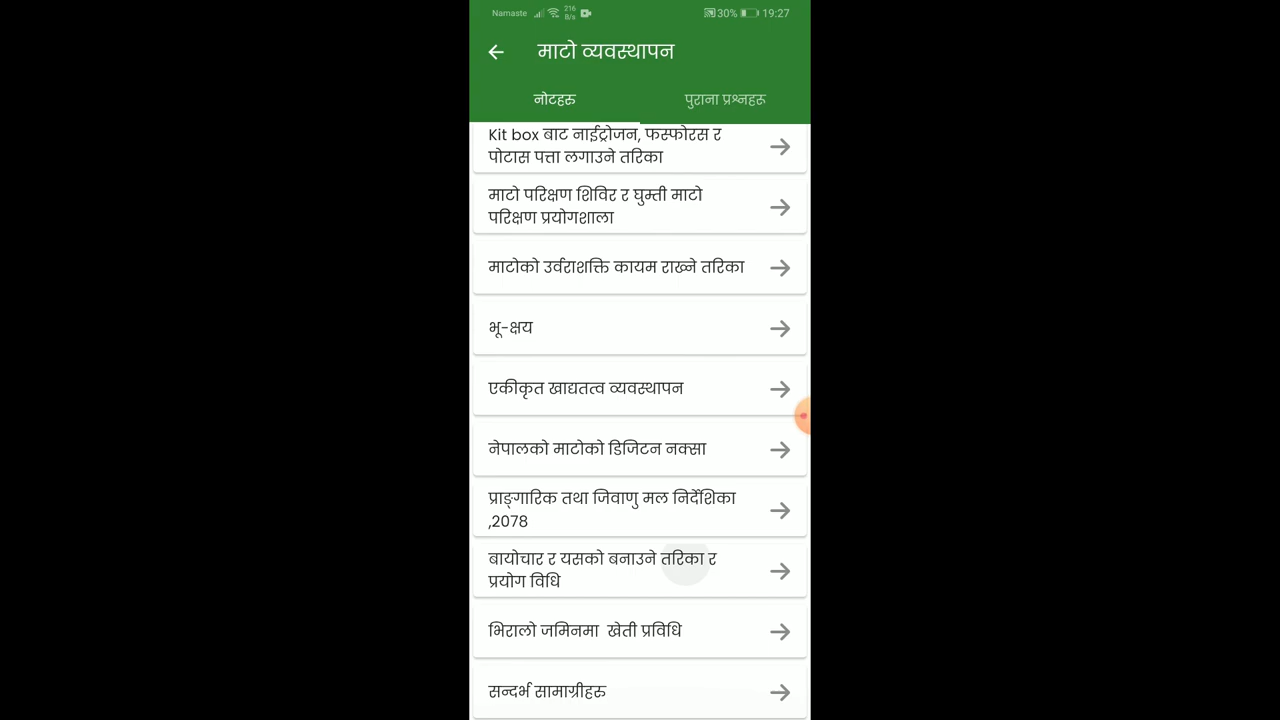 Namaste 216 B/s 30% 19:27
माटो व्यवस्थापन
नोटहरु पुराना प्रश्नहरू
Kit box बाट नाईट्रोजन, फस्फोरस र
पोटास पत्ता लगाउने तरिका
माटो परिक्षण शिविर र घुम्ती माटो
परिक्षण प्रयोगशाला
माटोको उर्वराशक्ति कायम राख्ने तरिका
भू-क्षय
एकीकृत खाद्यतत्व व्यवस्थापन
नेपालको माटोको डिजिटन नक्सा
प्राङ्गारिक तथा जिवाणु मल निर्देशिका
,2078
बायोचार र यसको बनाउने तरिका र
प्रयोग विधि
भिरालो जमिनमा  खेती प्रविधि
सन्दर्भ सामाग्रीहरु